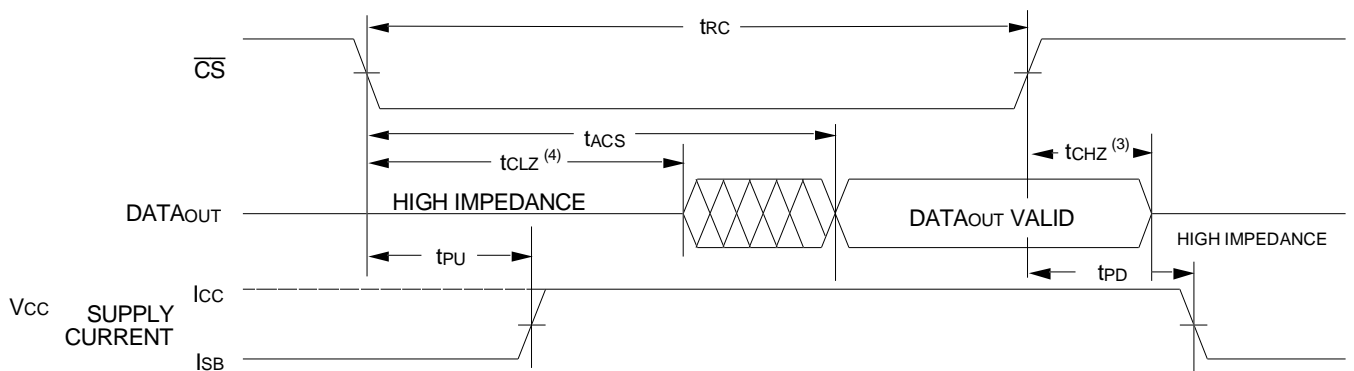 tRC
CS
tACS
tCLZ (4)
tCHZ (3)
HIGH IMPEDANCE
DATAOUT
DATAOUT VALID
HIGH IMPEDANCE
tPU
tPD
ICC
VCC SUPPLY
CURRENT
ISB